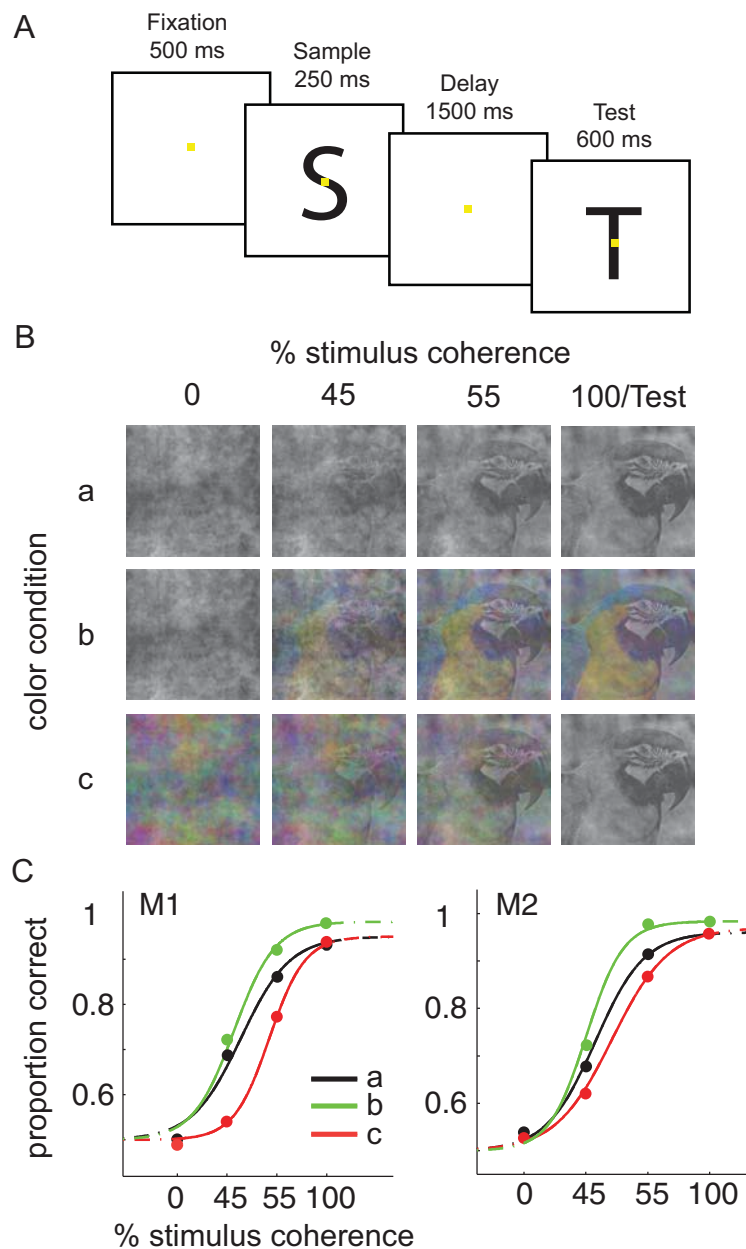 A
Fixation
500 ms
Sample
250 ms
Delay
1500 ms
Test
600 ms
S
T
B
% stimulus coherence
0 45 55 100/Test
color condition
a
b
c
C
M1
M2
proportion correct
1
0.8
0.6
a
b
c
0 45 55 100
% stimulus coherence
1
0.8
0.6
0 45 55 100